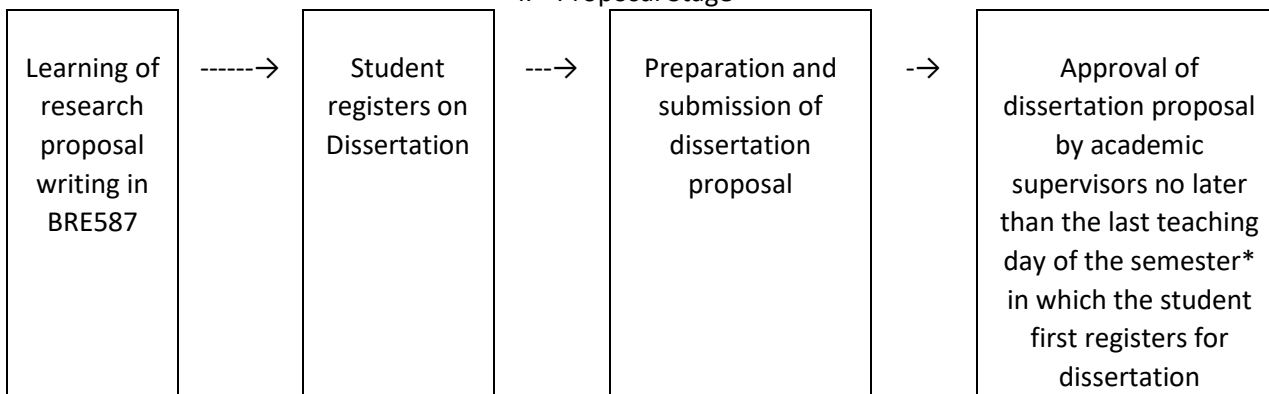 Learning of
research
proposal
writing in
BRE587
------→
Student
registers on
Dissertation
---→
Preparation and
submission of
dissertation
proposal
-→
Approval of
dissertation proposal
by academic
supervisors no later
than the last teaching
day of the semester*
in which the student
first registers for
dissertation